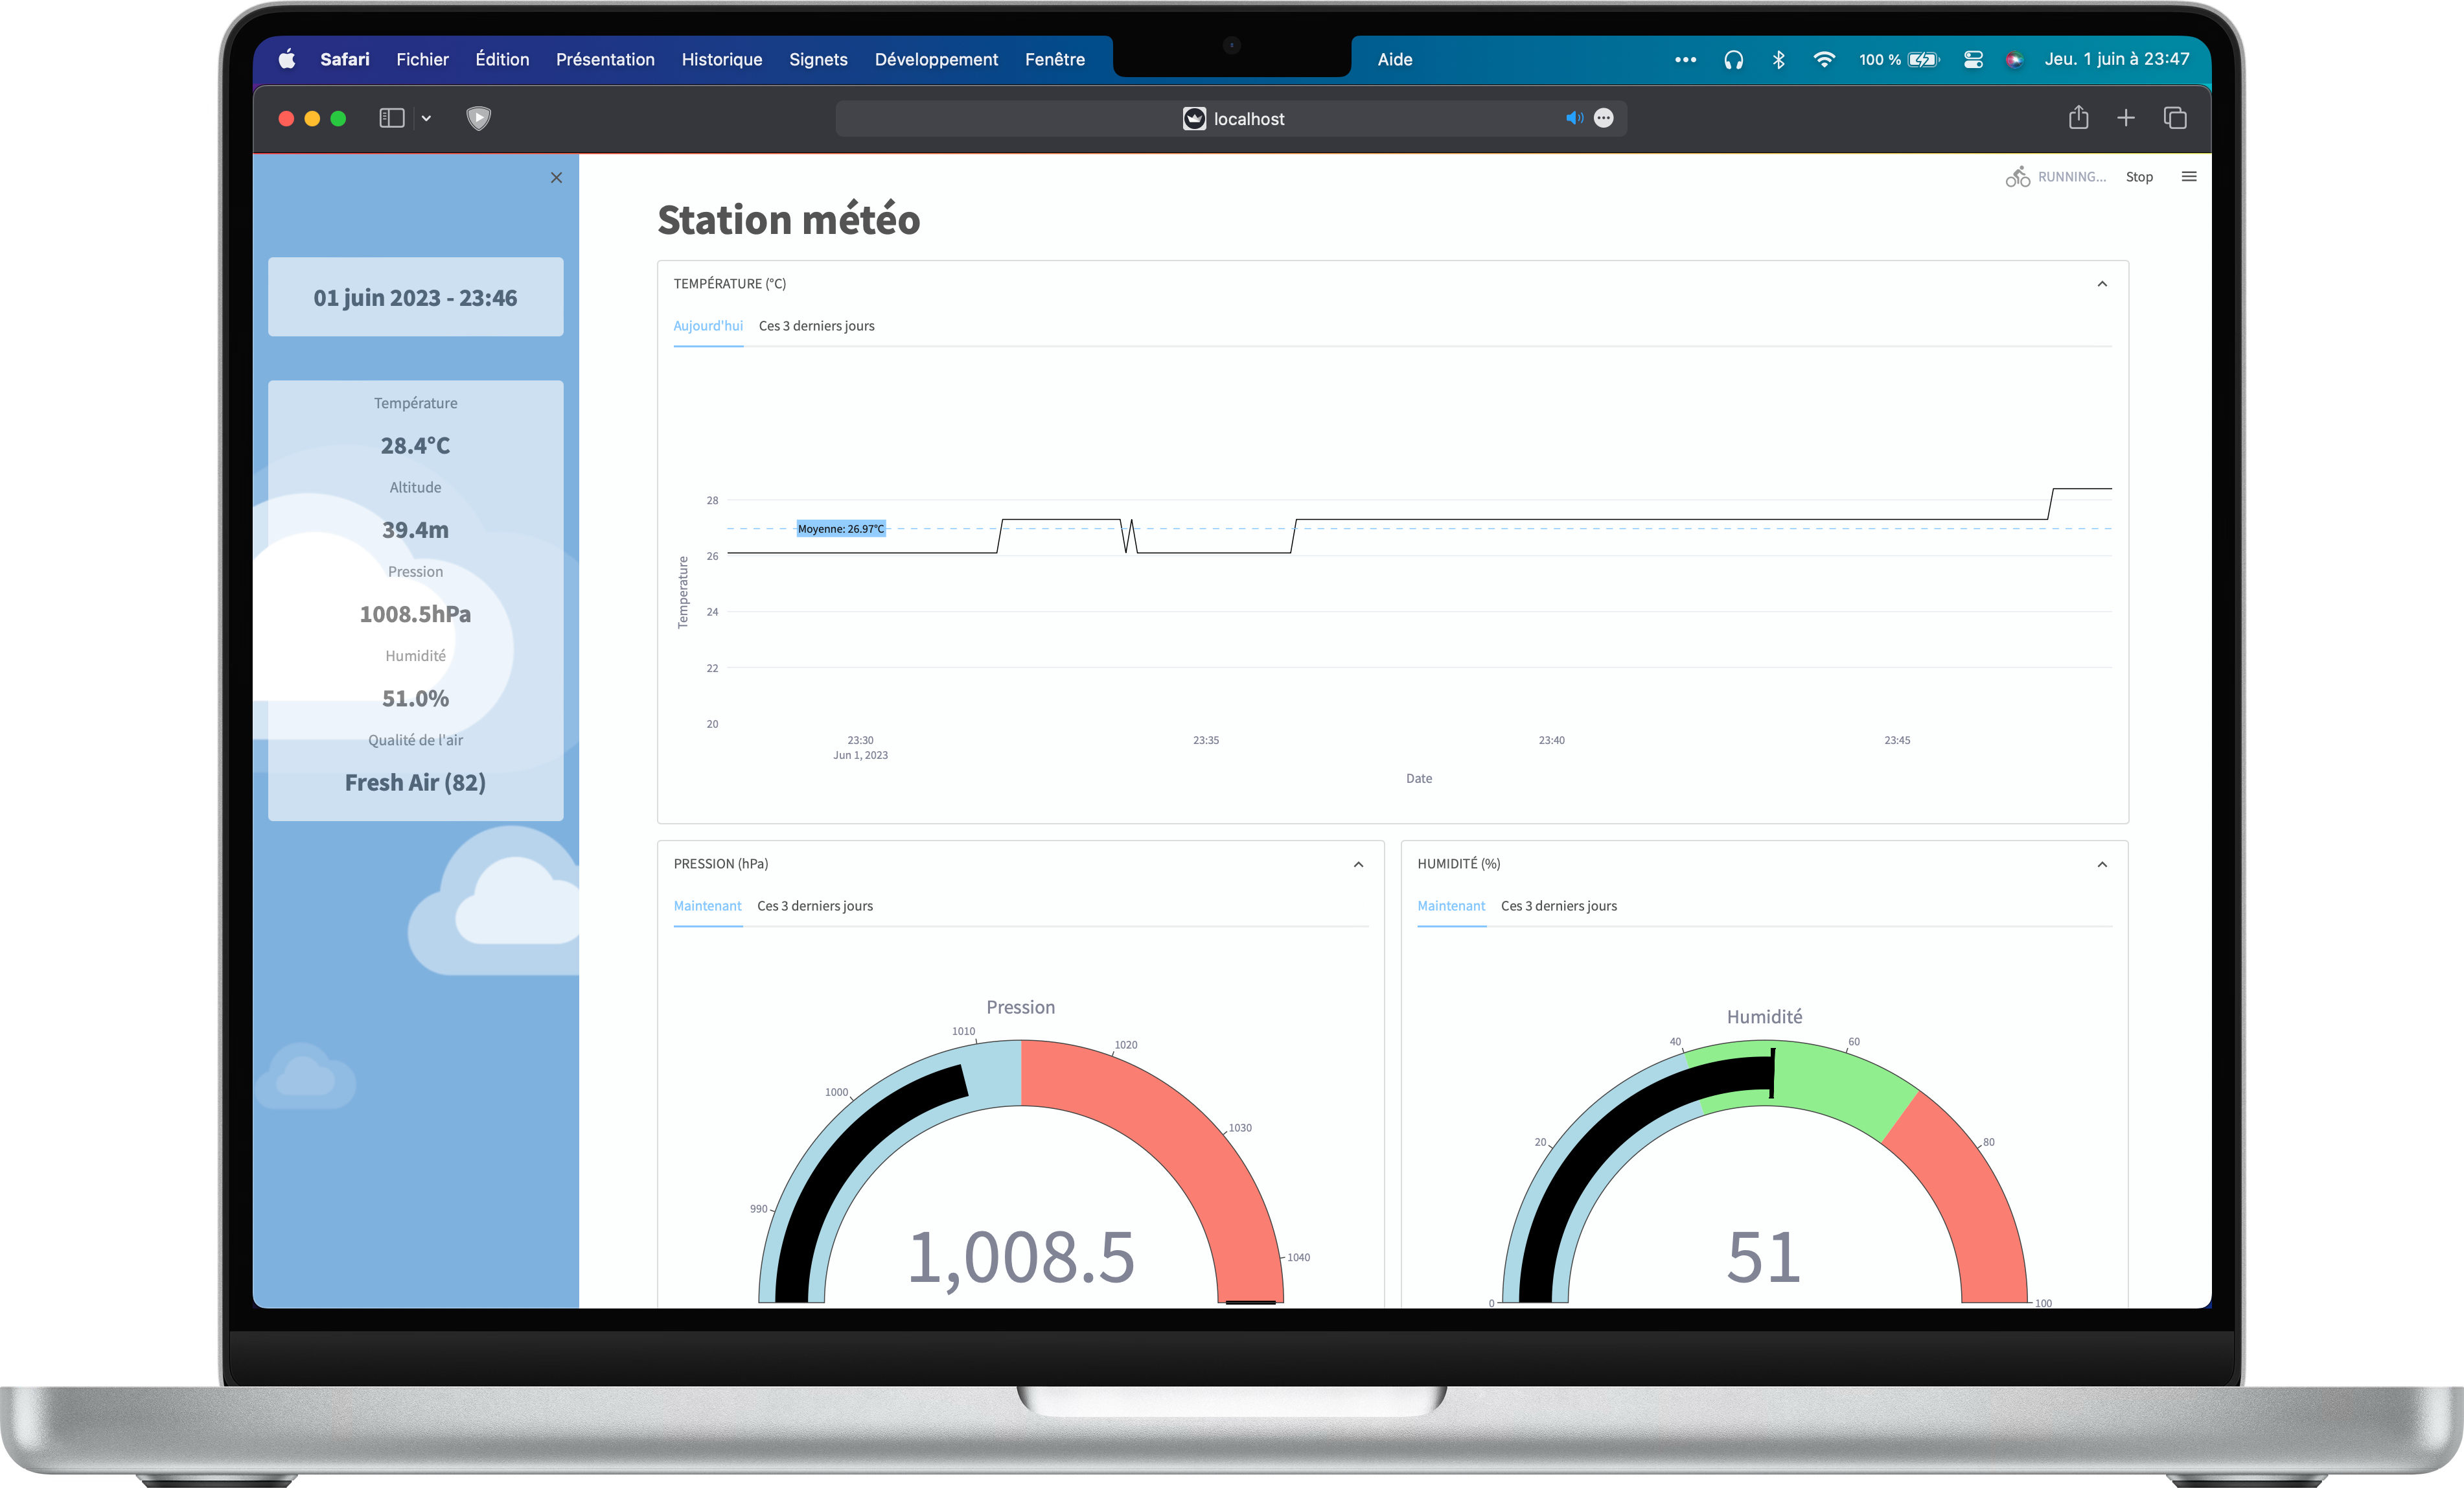 Safari Fichier Édition Présentation Historique Signets Développement Fenêtre Aide 100 % Jeu. 1 juin à 23:47
localhost
RUNNING... Stop
01 juin 2023 - 23:46
Température
28.4°C
Altitude
39.4m
Pression
1008.5hPa
Humidité
51.0%
Qualité de l'air
Fresh Air (82)
Station météo
TEMPÉRATURE (°C)
Aujourd'hui Ces 3 derniers jours
28
Moyenne: 26.97°C
26
Temperature
24
22
20
23:30 23:35 23:40 23:45
Jun 1, 2023
Date
PRESSION (hPa)
Maintenant Ces 3 derniers jours
Pression
1010
1020
1000
1030
990
1040
1,008.5
HUMIDITÉ (%)
Maintenant Ces 3 derniers jours
Humidité
40
60
20
80
51
0
100